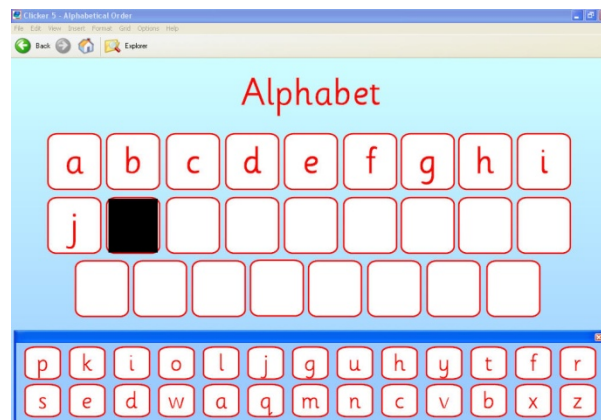 Clicker 5 - Alphabetical Order
File Edit View Insert Format Grid Options Help
Back Explorer
Alphabet
a b c d e f g h i
j
p k i o l j g u h y t f r
s e d w a q m n c v b x z